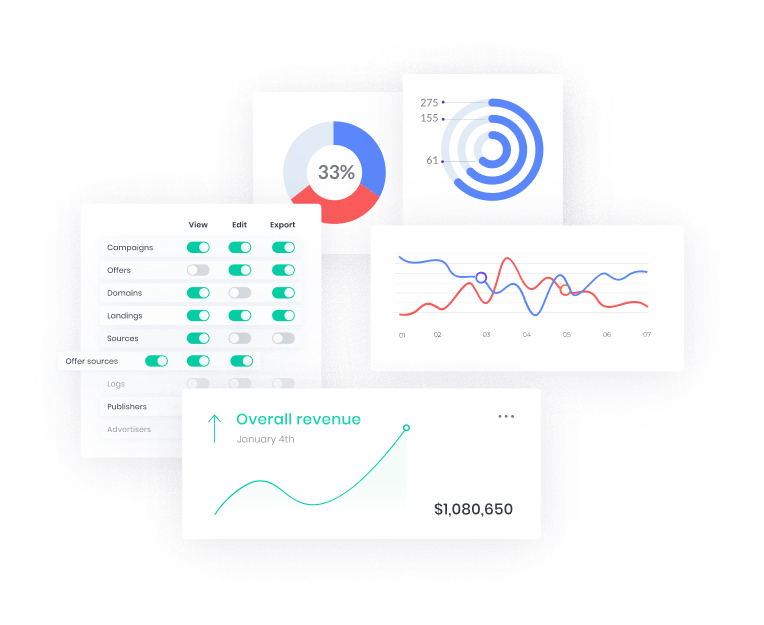 275
155
61
33%
View Edit Export
Campaigns
Offers
Domains
Landings
Sources
Offer sources
Logs
Publishers
Advertisers
01 02 03 04 05 06 07
Overall revenue
January 4th
$1,080,650